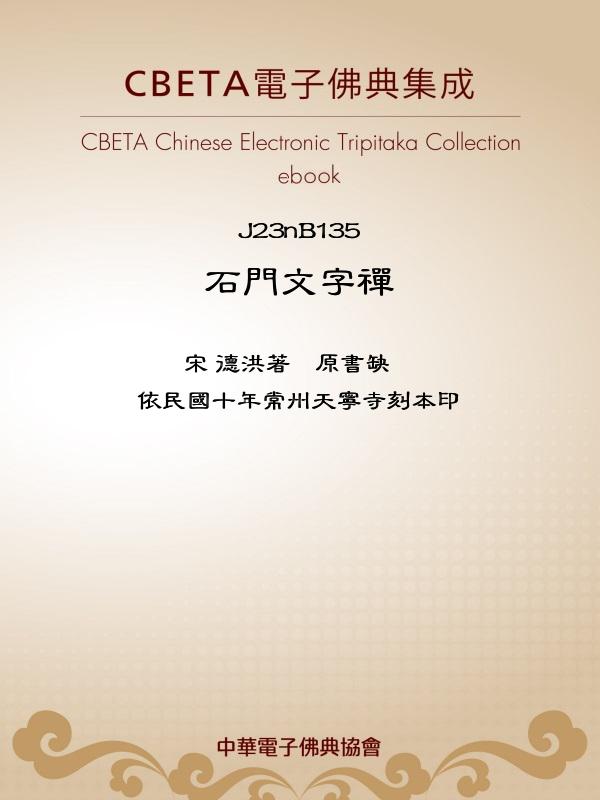 CBETA電子佛典集成
CBETA Chinese Electronic Tripitaka Collection
ebook
J23nB135
石門文字禪
宋 德洪著 原書缺
依民國十年常州天寧寺刻本印
中華電子佛典協會